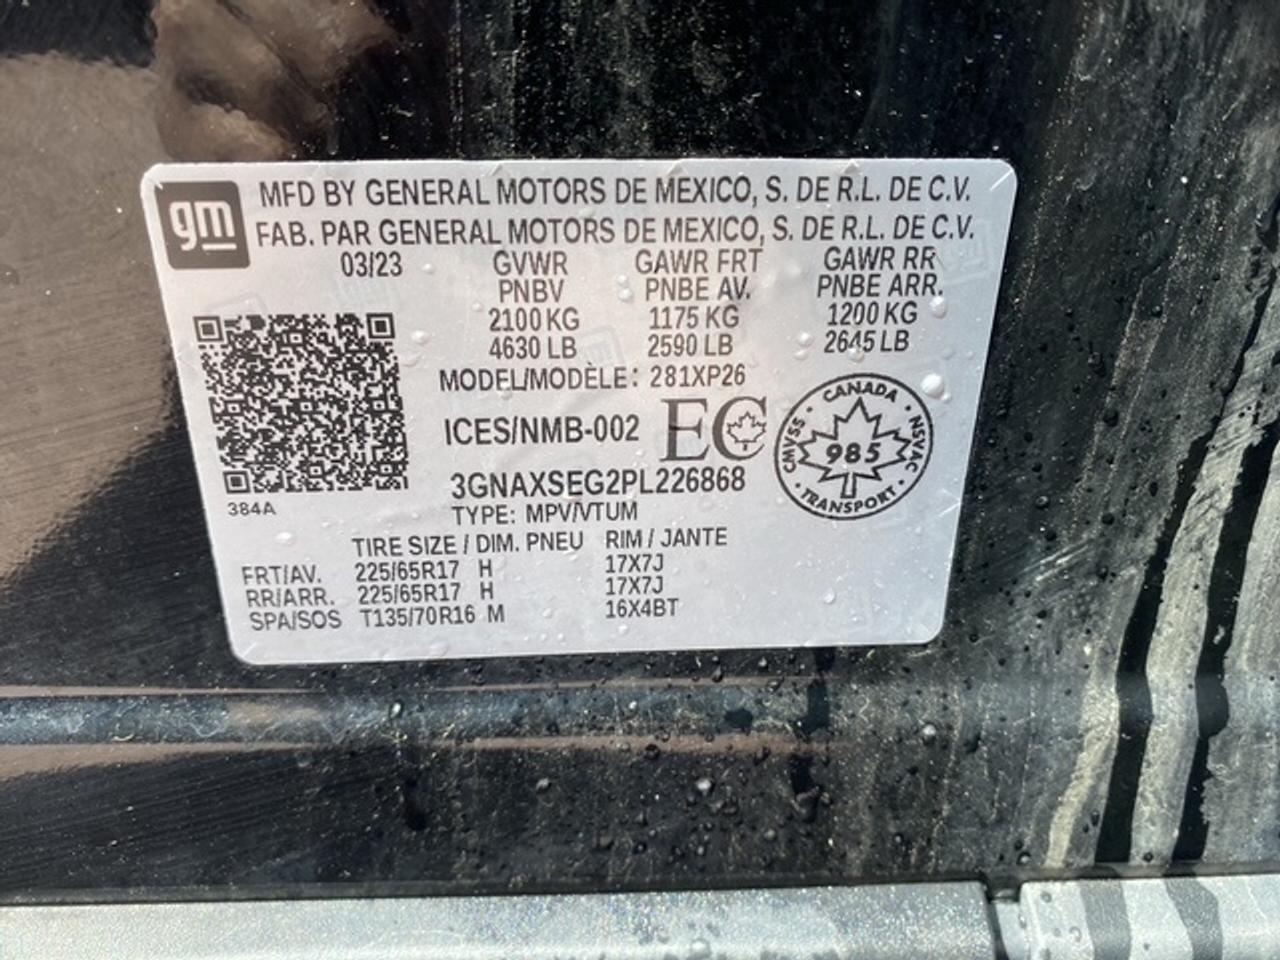 gm
MFD BY GENERAL MOTORS DE MEXICO, S. DE R.L. DE C.V.
FAB. PAR GENERAL MOTORS DE MEXICO, S. DE R.L. DE C.V.
03/23 GVWR GAWR FRT GAWR RR
PNBV PNBE AV. PNBE ARR.
2100 KG 1175 KG 1200 KG
4630 LB 2590 LB 2645 LB
MODEL/MODÈLE: 281XP26
ICES/NMB-002 EC
CANADA
CMVSS 985 NSVAC
TRANSPORT
3GNAXSEG2PL226868
384A TYPE: MPV/VTUM
TIRE SIZE / DIM. PNEU RIM / JANTE
FRT/AV. 225/65R17 H 17X7J
RR/ARR. 225/65R17 H 17X7J
SPA/SOS T135/70R16 M 16X4BT